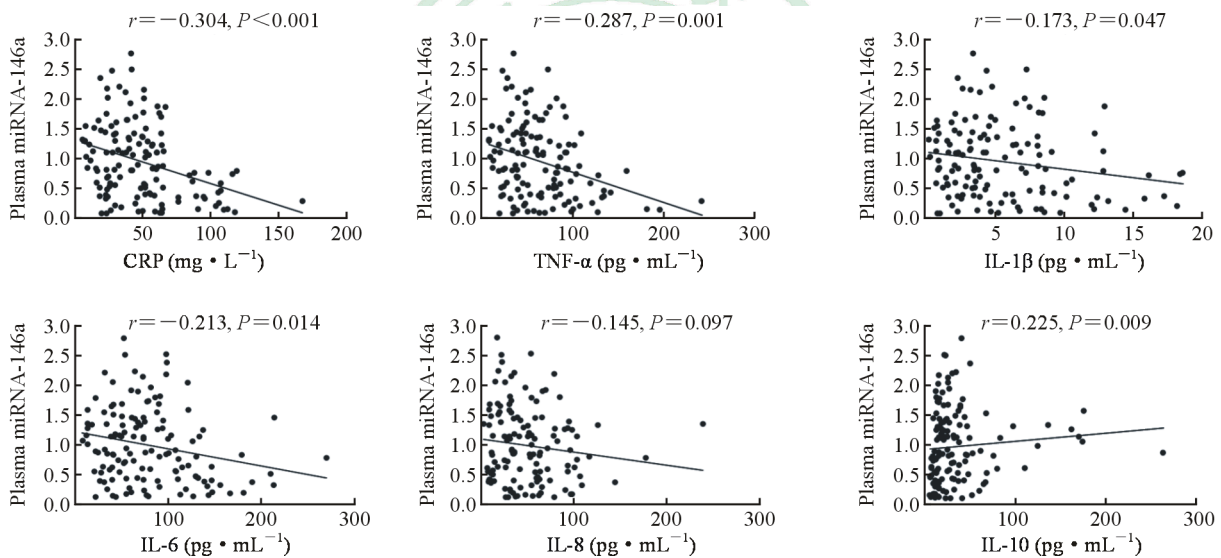 r=−0.304, P<0.001
Plasma miRNA-146a
3.0
2.5
2.0
1.5
1.0
0.5
0.0
50 100 150 200
CRP (mg • L⁻¹)
r=−0.287, P=0.001
Plasma miRNA-146a
3.0
2.5
2.0
1.5
1.0
0.5
0.0
100 200 300
TNF-α (pg • mL⁻¹)
r=−0.173, P=0.047
Plasma miRNA-146a
3.0
2.5
2.0
1.5
1.0
0.5
0.0
5 10 15 20
IL-1β (pg • mL⁻¹)
r=−0.213, P=0.014
Plasma miRNA-146a
3.0
2.5
2.0
1.5
1.0
0.5
0.0
100 200 300
IL-6 (pg • mL⁻¹)
r=−0.145, P=0.097
Plasma miRNA-146a
3.0
2.5
2.0
1.5
1.0
0.5
0.0
100 200 300
IL-8 (pg • mL⁻¹)
r=0.225, P=0.009
Plasma miRNA-146a
3.0
2.5
2.0
1.5
1.0
0.5
0.0
100 200 300
IL-10 (pg • mL⁻¹)